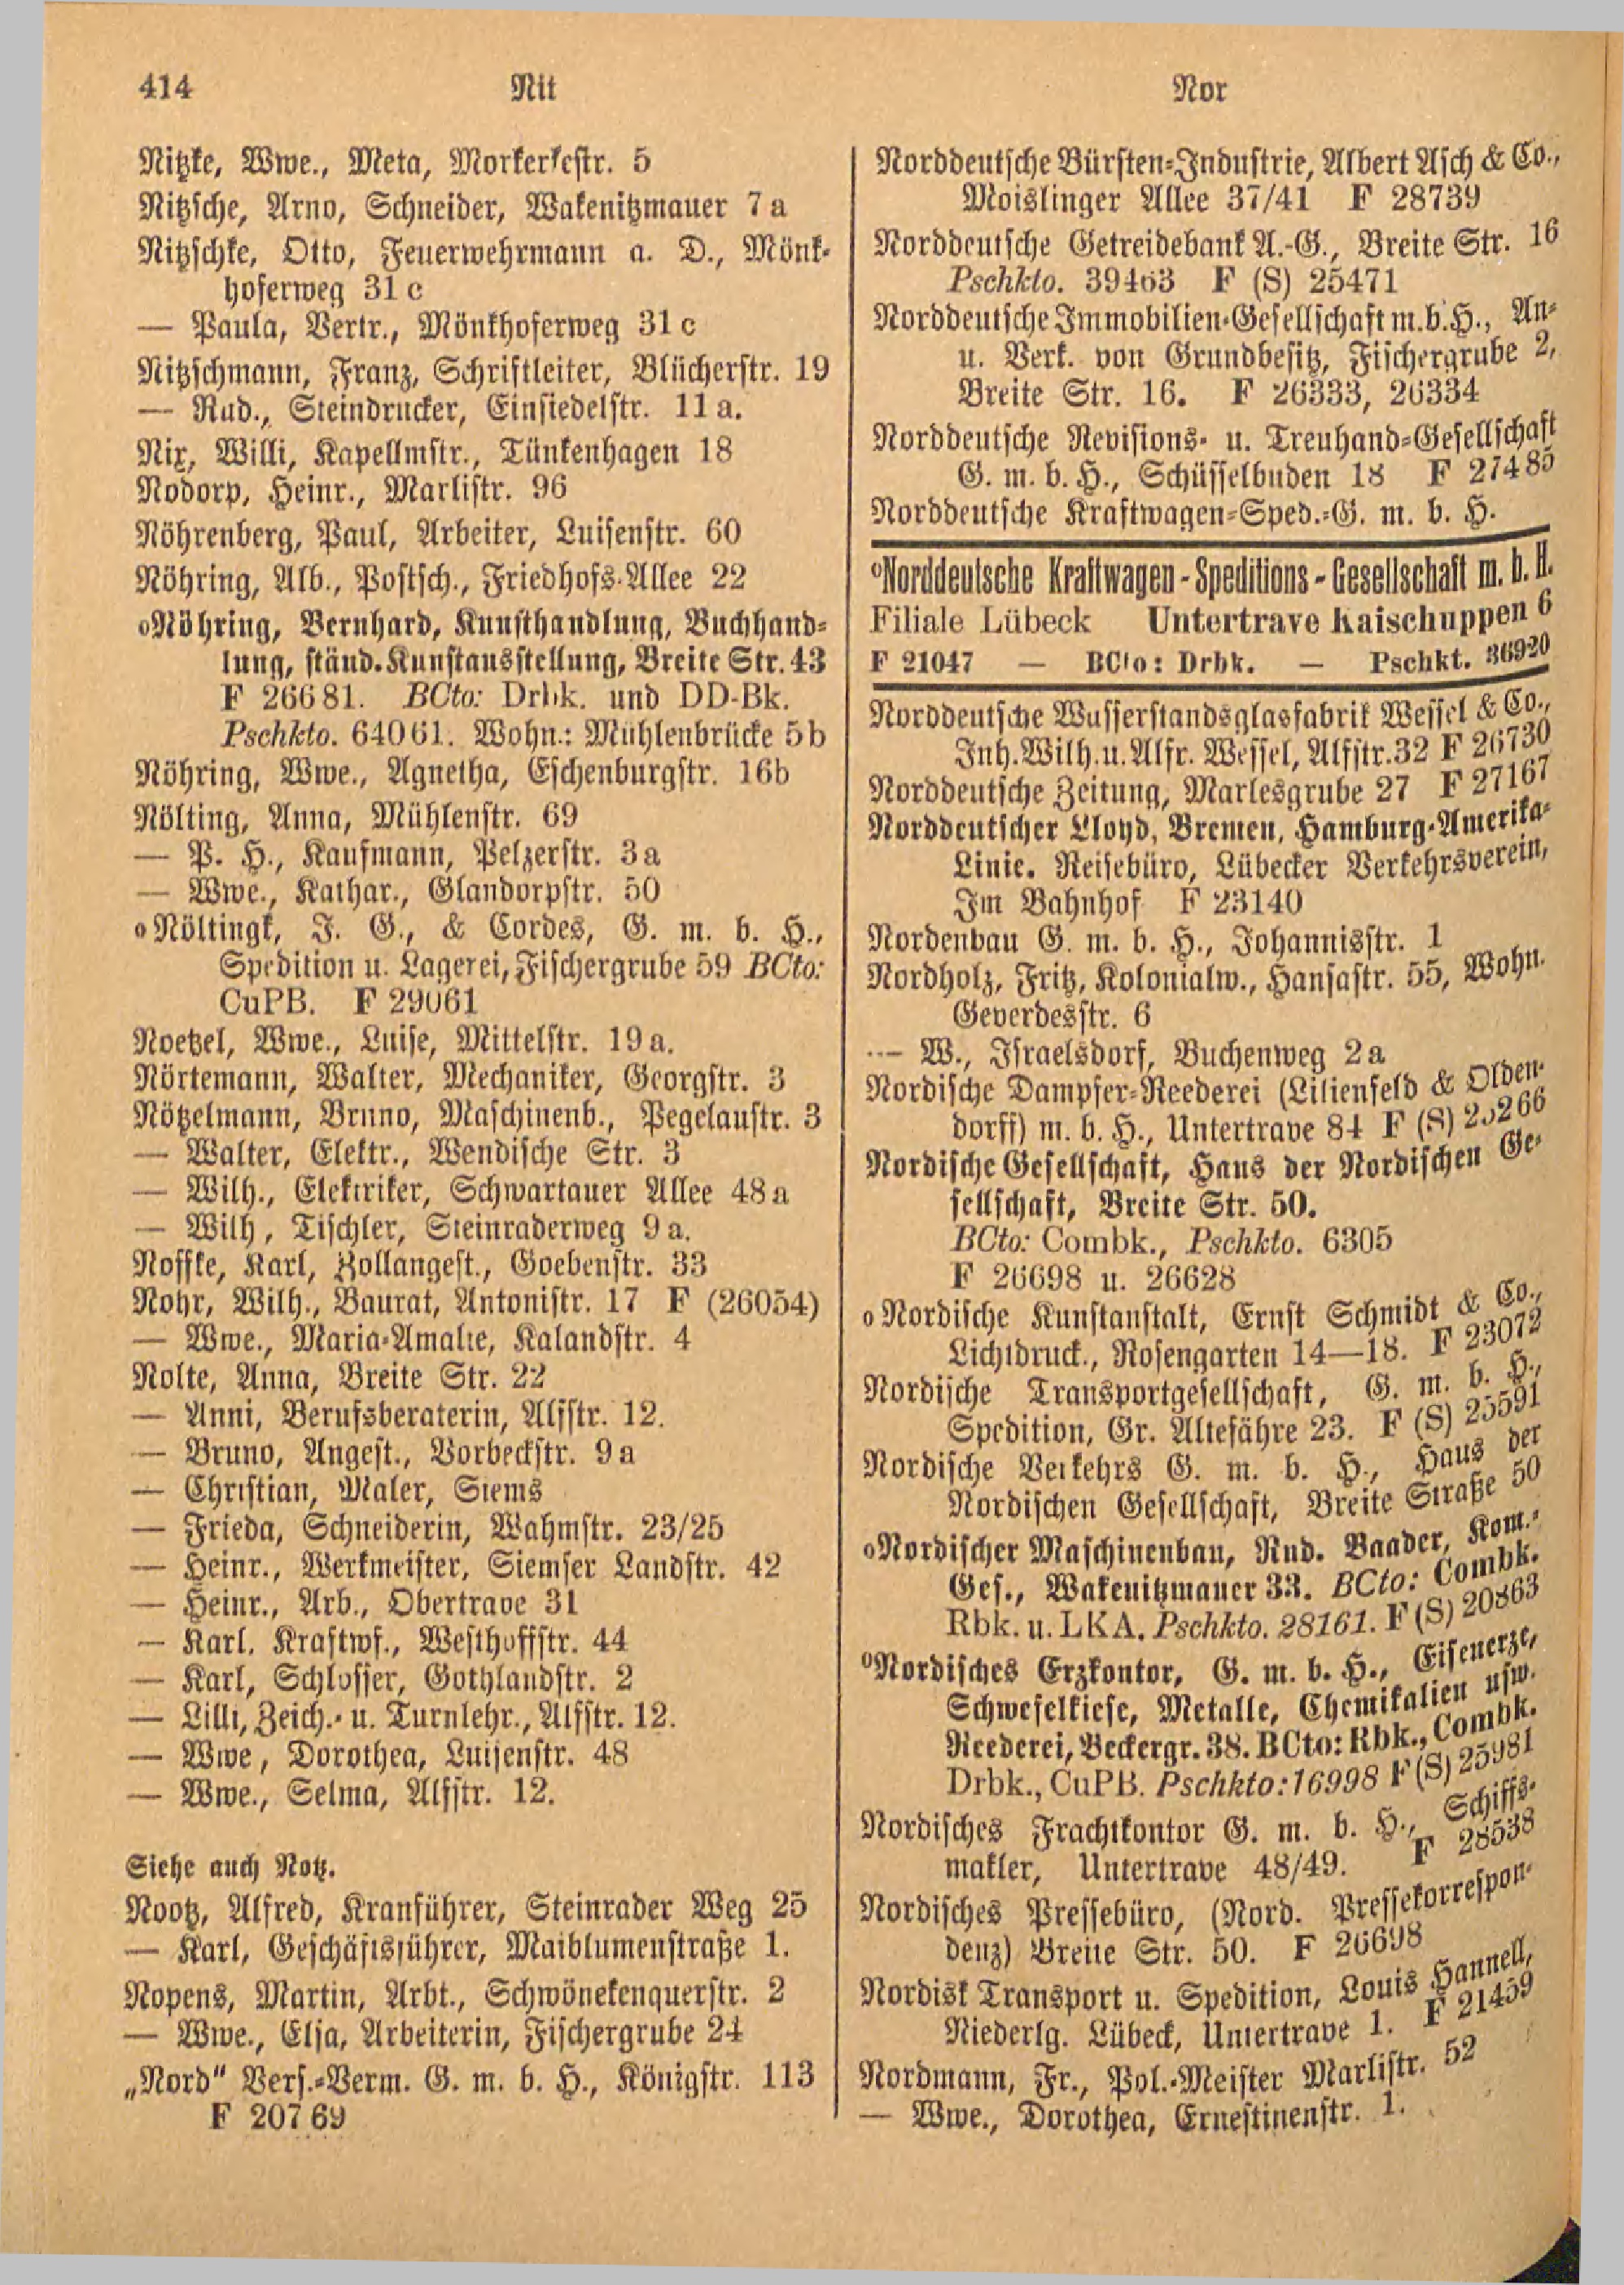 414
Nit
Nor
Nitzke, Wwe., Meta, Morkerkestr. 5
Nitzsche, Arno, Schneider, Wakenitzmauer 7a
Nitzschke, Otto, Feuerwehrmann a. D., Mönk-
hoferweg 31c
— Paula, Vertr., Mönkhoferweg 31c
Nitzschmann, Franz, Schriftleiter, Blücherstr. 19
— Rud., Steindrucker, Einsiedelstr. 11a.
Nix, Willi, Kapellmstr., Tünkenhagen 18
Nodorp, Heinr., Marlistr. 96
Nöhrenberg, Paul, Arbeiter, Luisenstr. 60
Nöhring, Alb., Postsch., Friedhofs-Allee 22
oNöhring, Bernhard, Kunsthandlung, Buchhand-
lung, ständ. Kunstausstellung, Breite Str. 43
F 26681. BCto: Drbk. und DD-Bk.
Pschkto. 64061. Wohn.: Mühlenbrücke 5b
Nöhring, Wwe., Agnetha, Eschenburgstr. 16b
Nölting, Anna, Mühlenstr. 69
— P. H., Kaufmann, Pelzerstr. 3a
— Wwe., Kathar., Glandorpstr. 50
o Nöltingk, J. G., & Cordes, G. m. b. H.,
Spedition u. Lagerei, Fischergrube 59 BCto:
CuPB. F 29061
Noetzel, Wwe., Luise, Mittelstr. 19a.
Nörtemann, Walter, Mechaniker, Georgstr. 3
Nötzelmann, Bruno, Maschinenb., Pegelaustr. 3
— Walter, Elektr., Wendische Str. 3
— Wilh., Elektriker, Schwartauer Allee 48a
— Wilh, Tischler, Steinraderweg 9a.
Noffke, Karl, Zollangest., Goebenstr. 33
Nohr, Wilh., Baurat, Antonistr. 17 F (26054)
— Wwe., Maria-Amalie, Kalandstr. 4
Nolte, Anna, Breite Str. 22
— Anni, Berufsberaterin, Alfstr. 12.
— Bruno, Angest., Vorbeckstr. 9a
— Christian, Maler, Siems
— Frieda, Schneiderin, Wahmstr. 23/25
— Heinr., Werkmeister, Siemser Landstr. 42
— Heinr., Arb., Obertrave 31
— Karl, Kraftwf., Westhoffstr. 44
— Karl, Schlosser, Gothlandstr. 2
— Lilli, Zeich.- u. Turnlehr., Alfstr. 12.
— Wwe, Dorothea, Luisenstr. 48
— Wwe., Selma, Alfstr. 12.
Siehe auch Notz.
Nootz, Alfred, Kranführer, Steinrader Weg 25
— Karl, Geschäftsführer, Maiblumenstraße 1.
Nopens, Martin, Arbt., Schwönekenquerstr. 2
— Wwe., Elsa, Arbeiterin, Fischergrube 24
„Nord“ Vers.-Verm. G. m. b. H., Königstr. 113
F 20769
Norddeutsche Bürsten-Industrie, Albert Asch & Co.,
Moislinger Allee 37/41 F 28739
Norddeutsche Getreidebank A.-G., Breite Str. 16
Pschkto. 39463 F (S) 25471
Norddeutsche Immobilien-Gesellschaft m.b.H., An-
u. Verk. von Grundbesitz, Fischergrube 2,
Breite Str. 16. F 26333, 26334
Norddeutsche Revisions- u. Treuhand-Gesellschaft
G. m. b. H., Schüsselbuden 18 F 27485
Norddeutsche Kraftwagen-Sped.-G. m. b. H.
oNorddeutsche Kraftwagen-Speditions-Gesellschaft m. b. H.
Filiale Lübeck Untertrave Kaischuppen 6
F 21047 — BCto: Drbk. — Pschkt. 36920
Norddeutsche Wasserstandsglasfabrik Wessel & Co.,
Inh. Wilh. u. Alfr. Wessel, Alfstr. 32 F 26730
Norddeutsche Zeitung, Marlesgrube 27 F 27167
Norddeutscher Lloyd, Bremen, Hamburg-Amerika-
Linie. Reisebüro, Lübecker Verkehrsverein,
Im Bahnhof F 23140
Nordenbau G. m. b. H., Johannisstr. 1
Nordholz, Fritz, Kolonialw., Hansastr. 55, Wohn.
Geverdesstr. 6
— W., Israelsdorf, Buchenweg 2a
Nordische Dampfer-Reederei (Lilienfeld & Olden-
dorff) m. b. H., Untertrave 84 F (S) 25266
Nordische Gesellschaft, Haus der Nordischen Ge-
sellschaft, Breite Str. 50.
BCto: Combk., Pschkto. 6305
F 26698 u. 26628
o Nordische Kunstanstalt, Ernst Schmidt & Co.,
Lichtdruck., Rosengarten 14—18. F 23072
Nordische Transportgesellschaft, G. m. b. H.,
Spedition, Gr. Altefähre 23. F (S) 25591
Nordische Verkehrs G. m. b. H., Haus der
Nordischen Gesellschaft, Breite Straße 50
oNordischer Maschinenbau, Rud. Baader, Kom.-
Ges., Wakenitzmauer 33. BCto: Combk.
Rbk. u. LKA. Pschkto. 28161. F (S) 20863
oNordisches Erzkontor, G. m. b. H., Eisenerze,
Schwefelkiese, Metalle, Chemikalien usw.
Reederei, Beckergr. 38. BCto: Rbk., Combk.
Drbk., CuPB. Pschkto: 16998 F (S) 25981
Nordisches Frachtkontor G. m. b. H., Schiffs-
makler, Untertrave 48/49. F 28538
Nordisches Pressebüro, (Nord. Pressekorrespon-
denz) Breite Str. 50. F 26698
Nordisk Transport u. Spedition, Louis Hannell,
Niederlg. Lübeck, Untertrave 1. F 21459
Nordmann, Fr., Pol.-Meister Marlistr. 52
— Wwe., Dorothea, Ernestinenstr. 1.